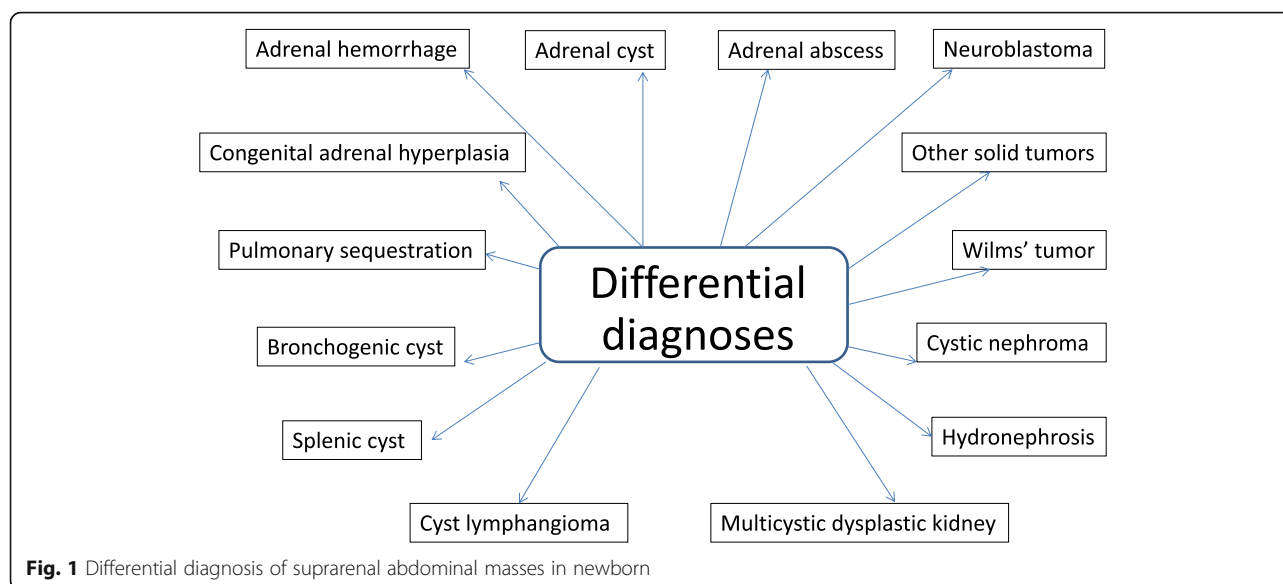 Adrenal hemorrhage
Adrenal cyst
Adrenal abscess
Neuroblastoma
Congenital adrenal hyperplasia
Other solid tumors
Pulmonary sequestration
Wilms’ tumor
Differential
diagnoses
Bronchogenic cyst
Cystic nephroma
Splenic cyst
Hydronephrosis
Cyst lymphangioma
Multicystic dysplastic kidney
Fig. 1 Differential diagnosis of suprarenal abdominal masses in newborn